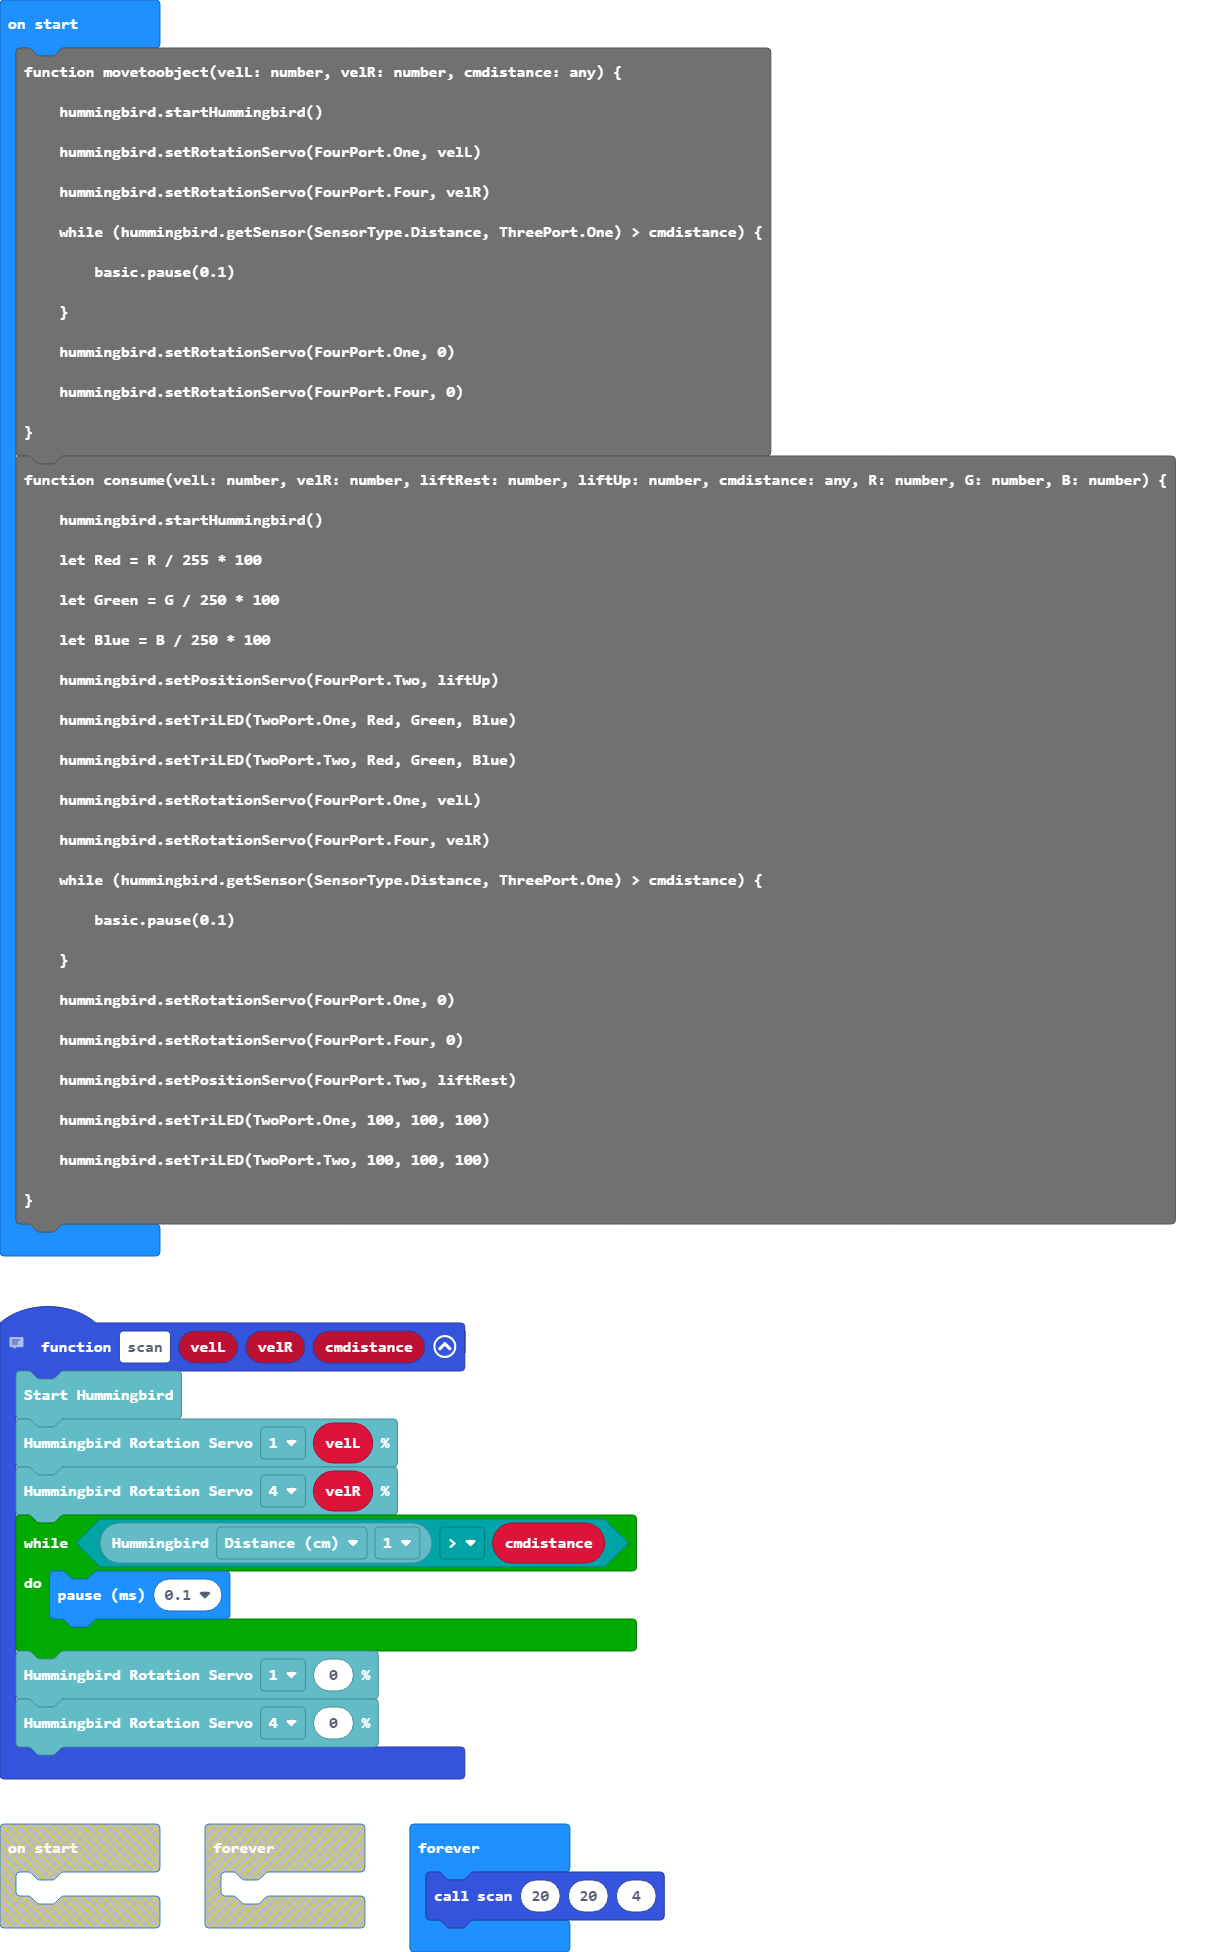 on start
function movetoobject(velL: number, velR: number, cmdistance: any) {
hummingbird.startHummingbird()
hummingbird.setRotationServo(FourPort.One, velL)
hummingbird.setRotationServo(FourPort.Four, velR)
while (hummingbird.getSensor(SensorType.Distance, ThreePort.One) > cmdistance) {
basic.pause(0.1)
}
hummingbird.setRotationServo(FourPort.One, 0)
hummingbird.setRotationServo(FourPort.Four, 0)
}
function consume(velL: number, velR: number, liftRest: number, liftUp: number, cmdistance: any, R: number, G: number, B: number) {
hummingbird.startHummingbird()
let Red = R / 255 * 100
let Green = G / 250 * 100
let Blue = B / 250 * 100
hummingbird.setPositionServo(FourPort.Two, liftUp)
hummingbird.setTriLED(TwoPort.One, Red, Green, Blue)
hummingbird.setTriLED(TwoPort.Two, Red, Green, Blue)
hummingbird.setRotationServo(FourPort.One, velL)
hummingbird.setRotationServo(FourPort.Four, velR)
while (hummingbird.getSensor(SensorType.Distance, ThreePort.One) > cmdistance) {
basic.pause(0.1)
}
hummingbird.setRotationServo(FourPort.One, 0)
hummingbird.setRotationServo(FourPort.Four, 0)
hummingbird.setPositionServo(FourPort.Two, liftRest)
hummingbird.setTriLED(TwoPort.One, 100, 100, 100)
hummingbird.setTriLED(TwoPort.Two, 100, 100, 100)
}
function scan velL velR cmdistance
Start Hummingbird
Hummingbird Rotation Servo 1 velL %
Hummingbird Rotation Servo 4 velR %
while Hummingbird Distance (cm) 1 > cmdistance
do pause (ms) 0.1
Hummingbird Rotation Servo 1 0 %
Hummingbird Rotation Servo 4 0 %
on start forever forever
call scan 20 20 4